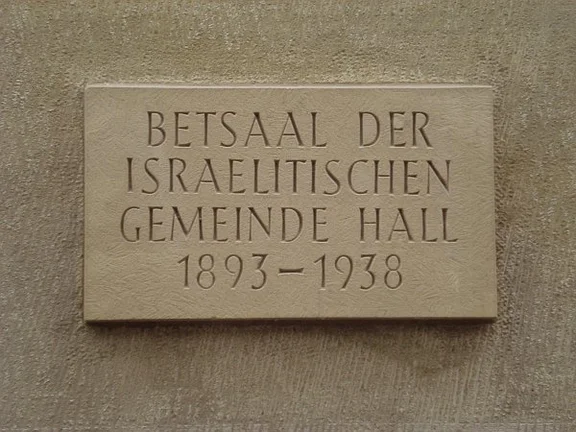 BETSAAL DER
ISRAELITISCHEN
GEMEINDE HALL
1893–1938